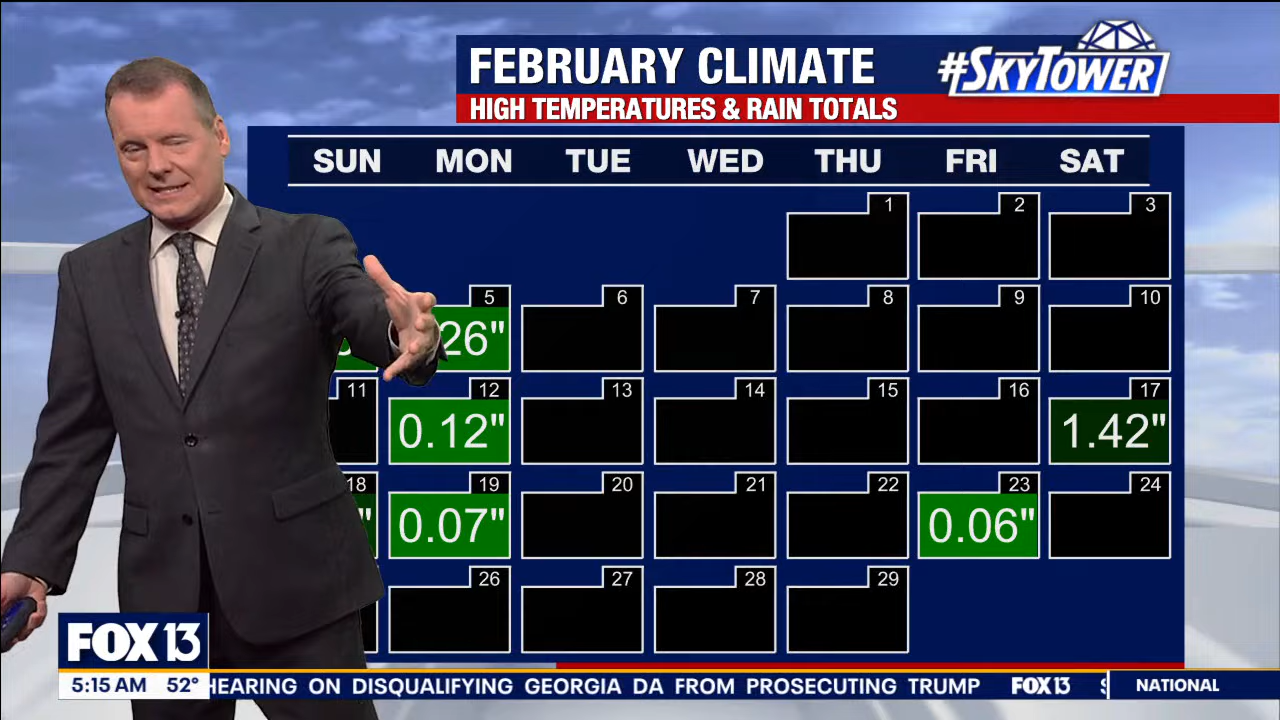 FEBRUARY CLIMATE
#SKYTOWER
HIGH TEMPERATURES & RAIN TOTALS
SUN MON TUE WED THU FRI SAT
1 2 3
5 6 7 8 9 10
26"
11 12 13 14 15 16 17
0.12" 1.42"
18 19 20 21 22 23 24
" 0.07" 0.06"
26 27 28 29
FOX 13
5:15 AM 52° HEARING ON DISQUALIFYING GEORGIA DA FROM PROSECUTING TRUMP FOX 13 NATIONAL